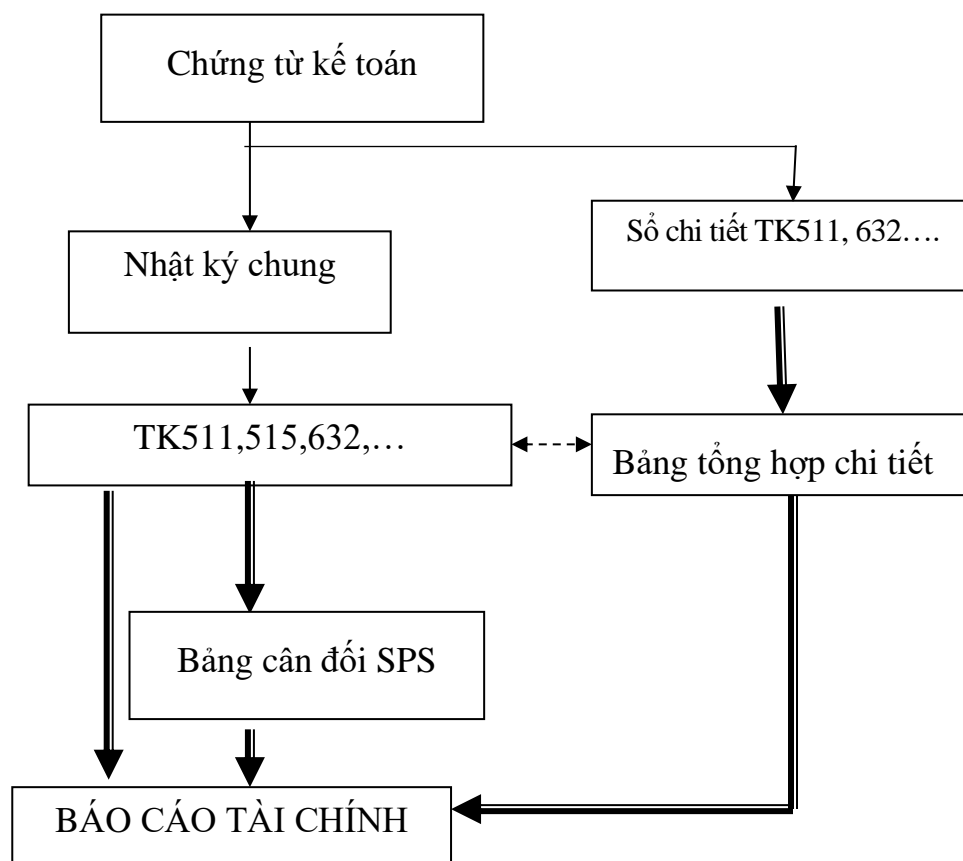 Chứng từ kế toán
Sổ chi tiết TK511, 632….
Nhật ký chung
TK511,515,632,…
Bảng tổng hợp chi tiết
Bảng cân đối SPS
BÁO CÁO TÀI CHÍNH